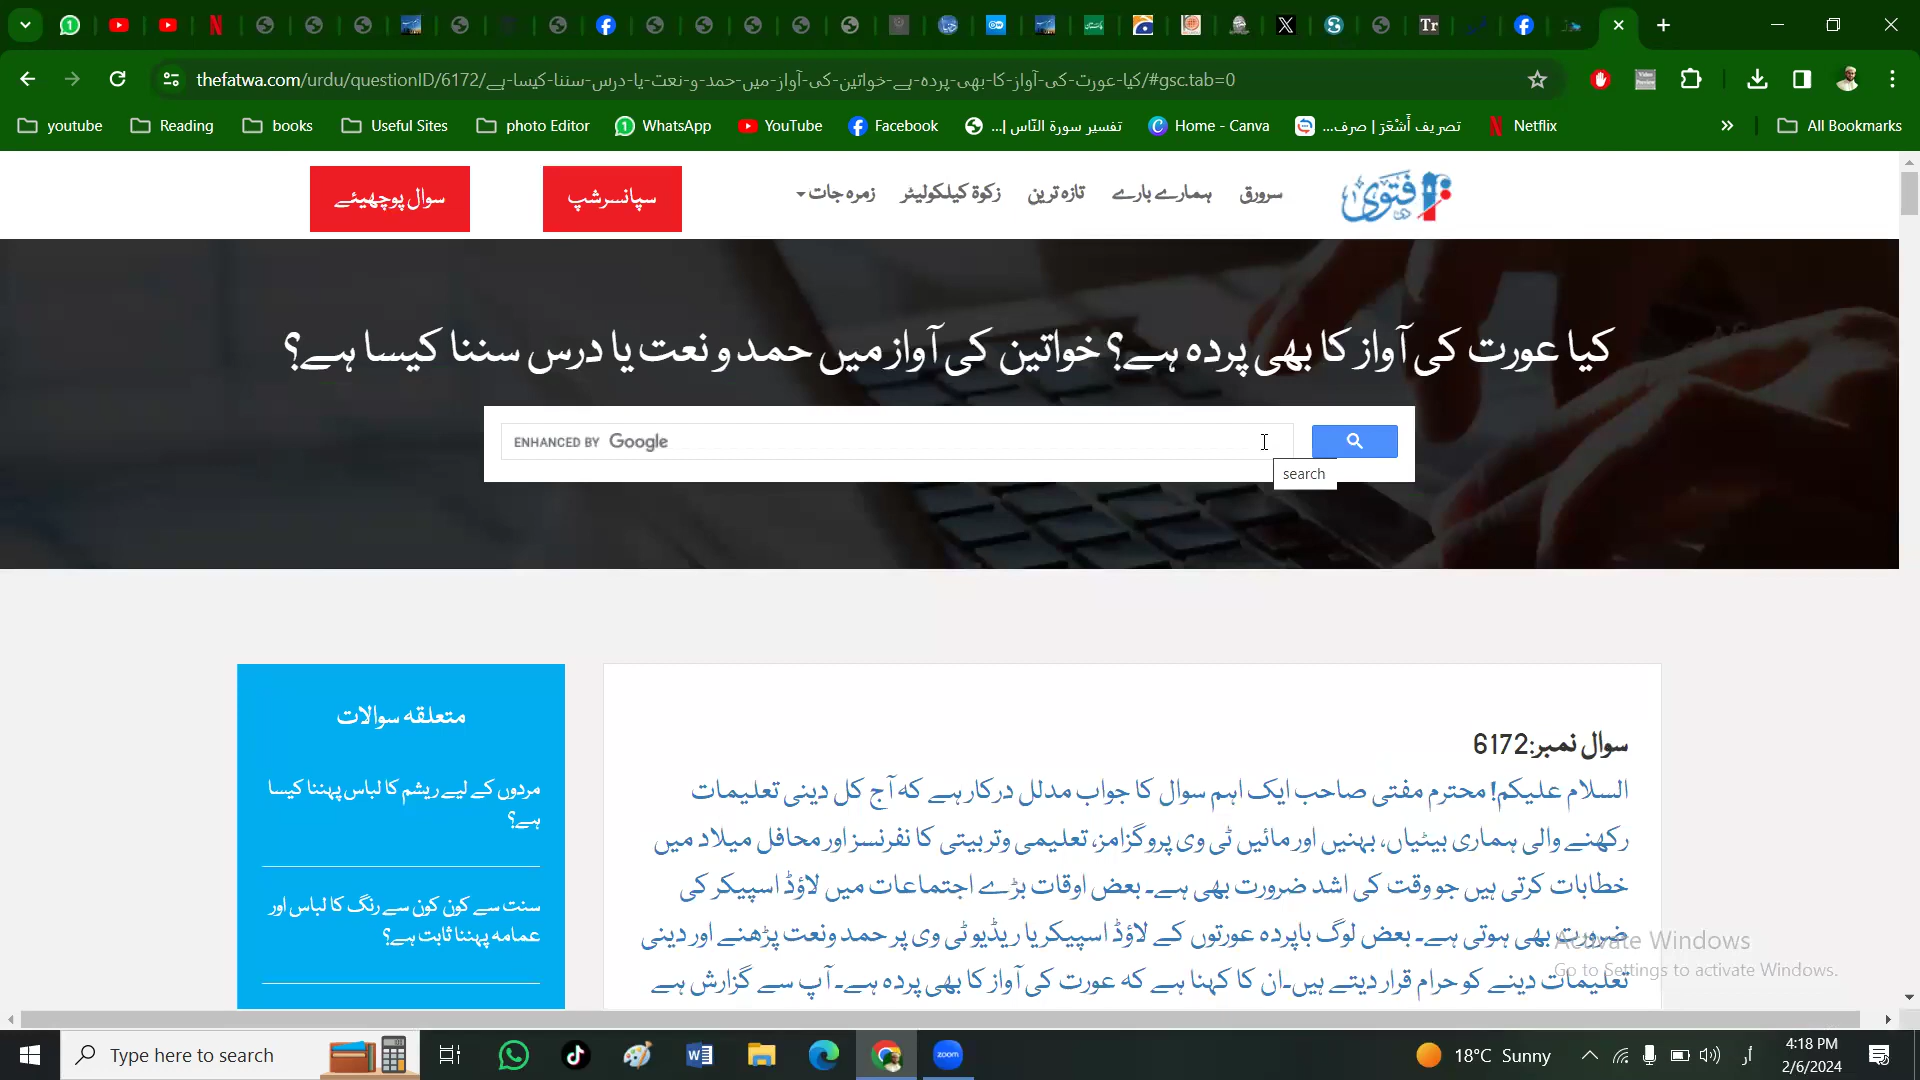 thefatwa.com/urdu/questionID/6172/کیا-عورت-کی-آواز-کا-بھی-پردہ-ہے-خواتین-کی-آواز-میں-حمد-و-نعت-یا-درس-سننا-کیسا-ہے/#gsc.tab=0
youtube
Reading
books
Useful Sites
photo Editor
WhatsApp
YouTube
Facebook
تفسیر سورۃ النّاس |...
Home - Canva
تصریف أَشْعَرَ | صرف...
Netflix
All Bookmarks
سوال پوچھیئے
سپانسرشپ
زمرہ جات
زکوٰۃ کیلکولیٹر
تازہ ترین
ہمارے بارے
سرورق
فتویٰ
کیا عورت کی آواز کا بھی پردہ ہے؟ خواتین کی آواز میں حمد و نعت یا درس سننا کیسا ہے؟
ENHANCED BY Google
search
متعلقہ سوالات
مردوں کے لیے ریشم کا لباس پہننا کیسا
ہے؟
سنت سے کون کون سے رنگ کا لباس اور
عمامہ پہننا ثابت ہے؟
سوال نمبر:6172
السلام علیکم! محترم مفتی صاحب ایک اہم سوال کا جواب مدلل درکار ہے کہ آج کل دینی تعلیمات
رکھنے والی ہماری بیٹیاں، بہنیں اور مائیں ٹی وی پروگرامز، تعلیمی وتربیتی کا نفرنسز اور محافل میلاد میں
خطابات کرتی ہیں جو وقت کی اشد ضرورت بھی ہے۔ بعض اوقات بڑے اجتماعات میں لاؤڈ اسپیکر کی
ضرورت بھی ہوتی ہے۔ بعض لوگ باپردہ عورتوں کے لاؤڈ اسپیکر یا ریڈیو ٹی وی پر حمد ونعت پڑھنے اور دینی
تعلیمات دینے کو حرام قرار دیتے ہیں۔ان کا کہنا ہے کہ عورت کی آواز کا بھی پردہ ہے۔ آپ سے گزارش ہے
Activate Windows
Go to Settings to activate Windows.
Type here to search
18°C Sunny
4:18 PM
2/6/2024